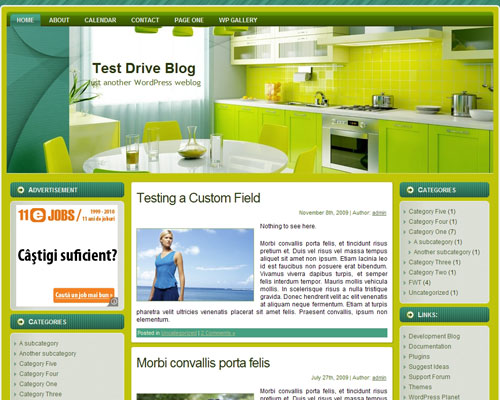 HOME ABOUT CALENDAR CONTACT PAGE ONE WP GALLERY
Test Drive Blog
Just another WordPress weblog
ADVERTISEMENT
11 e JOBS / 1999 - 2010
11 ani de joburi
Câştigi suficient?
Caută un job mai bun »
CATEGORIES
A subcategory
Another subcategory
Category Five
Category Four
Category One
Category Three
Testing a Custom Field
November 8th, 2009 | Author: admin
Nothing to see here.
Morbi convallis porta felis, et tincidunt risus
pretium et. Duis vel risus vel massa tempus
aliquet sit amet non ipsum. Etiam lacinia leo
id est faucibus non posuere erat bibendum.
Vivamus viverra dapibus turpis, et semper
felis interdum tempor. Mauris mollis vehicula
mollis. In scelerisque risus a nulla tristique
gravida. Donec hendrerit velit ac elit venenatis
at aliquam neque fermentum. Etiam at turpis
pharetra velit ultricies venenatis placerat sit amet felis. Praesent convallis, ipsum non
elementum.
Posted in Uncategorized | 2 Comments »
Morbi convallis porta felis
July 27th, 2009 | Author: admin
Morbi convallis porta felis, et tincidunt risus
pretium et. Duis vel risus vel massa tempus
CATEGORIES
Category Five (1)
Category Four (1)
Category One (7)
A subcategory (1)
Another subcategory (1)
Category Three (1)
Category Two (1)
FWT (1)
Uncategorized (1)
LINKS:
Development Blog
Documentation
Plugins
Suggest Ideas
Support Forum
Themes
WordPress Planet